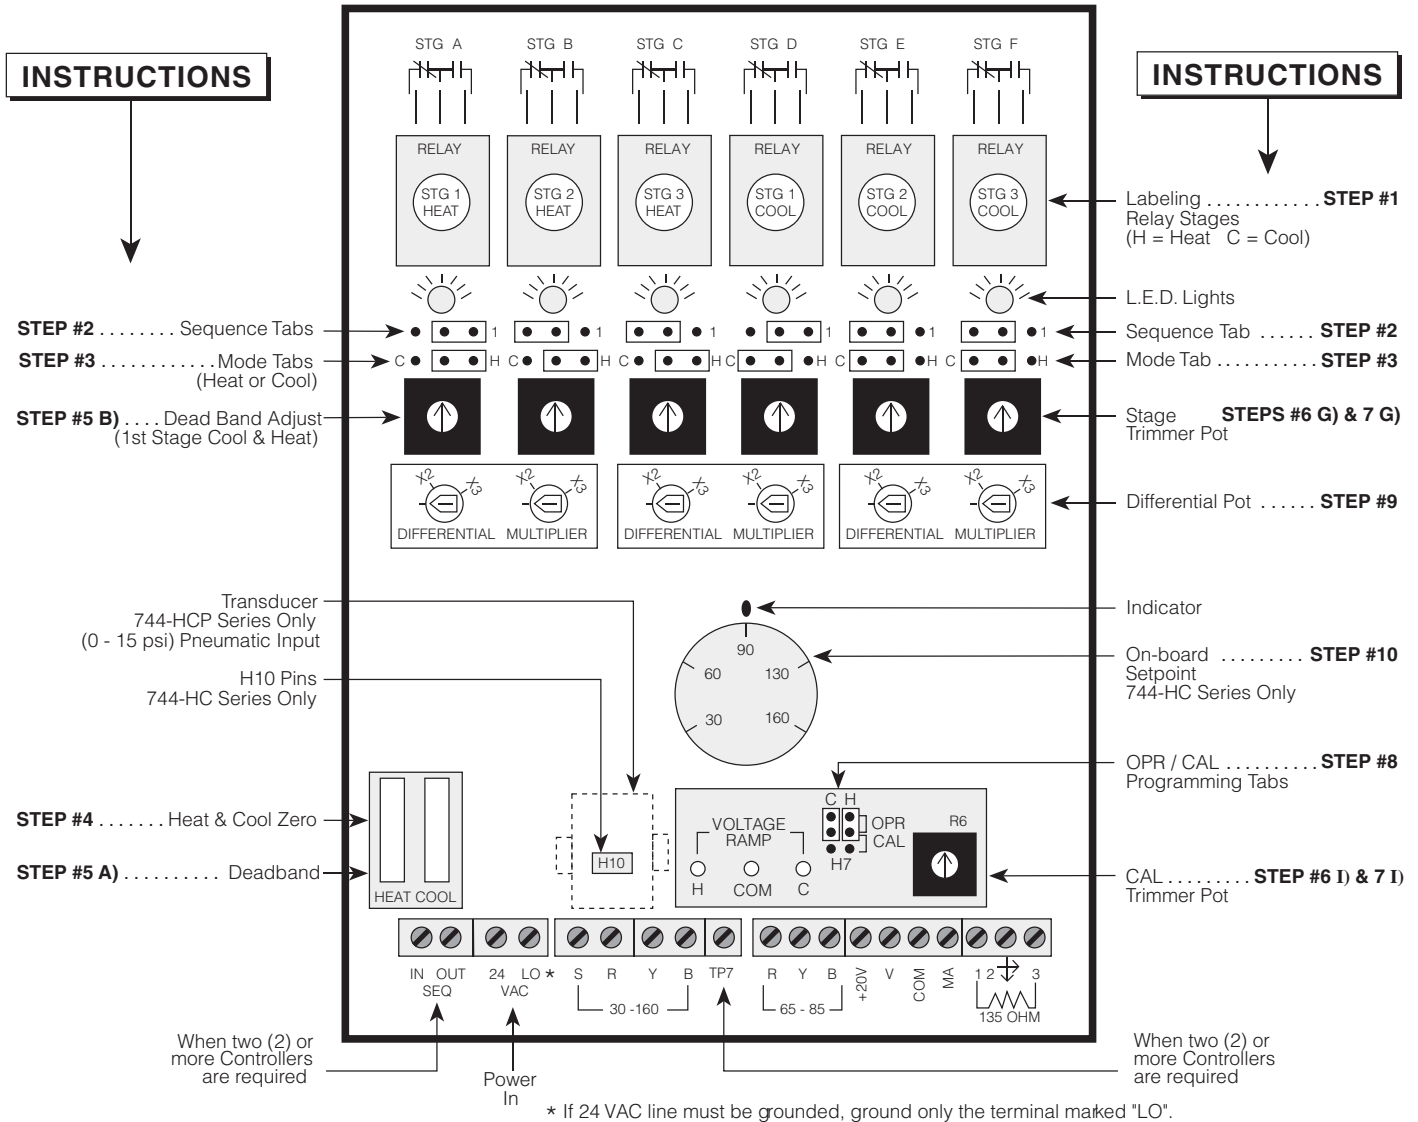 INSTRUCTIONS
INSTRUCTIONS
STG A STG B STG C STG D STG E STG F
RELAY RELAY RELAY RELAY RELAY RELAY
STG 1 HEAT
STG 2 HEAT
STG 3 HEAT
STG 1 COOL
STG 2 COOL
STG 3 COOL
Labeling . . . . . . . . . . . . STEP #1
Relay Stages
(H = Heat C = Cool)
L.E.D. Lights
STEP #2 . . . . . . . . Sequence Tabs
1 1 1 1 1 1
Sequence Tab . . . . . . STEP #2
STEP #3 . . . . . . . . . . . Mode Tabs
(Heat or Cool)
C H C H C H C H C H C H
Mode Tab . . . . . . . . . . . STEP #3
STEP #5 B) . . . . Dead Band Adjust
(1st Stage Cool & Heat)
Stage STEPS #6 G) & 7 G)
Trimmer Pot
X2 X3 X2 X3 X2 X3 X2 X3 X2 X3 X2 X3
DIFFERENTIAL MULTIPLIER DIFFERENTIAL MULTIPLIER DIFFERENTIAL MULTIPLIER
Differential Pot . . . . . . STEP #9
Transducer
744-HCP Series Only
(0 - 15 psi) Pneumatic Input
Indicator
H10 Pins
744-HC Series Only
90
60 130
30 160
On-board . . . . . . . . . STEP #10
Setpoint
744-HC Series Only
OPR / CAL . . . . . . . . . . STEP #8
Programming Tabs
STEP #4 . . . . . . . Heat & Cool Zero
STEP #5 A) . . . . . . . . . . Deadband
HEAT COOL
H10
VOLTAGE
RAMP
H COM C
C H
OPR
CAL
H7
R6
CAL . . . . . . . . . STEP #6 I) & 7 I)
Trimmer Pot
IN OUT
SEQ
24 LO *
VAC
S R Y B
30 -160
TP7
R Y B
65 - 85
+20V V COM MA
1 2 3
135 OHM
When two (2) or
more Controllers
are required
Power
In
When two (2) or
more Controllers
are required
* If 24 VAC line must be grounded, ground only the terminal marked "LO".